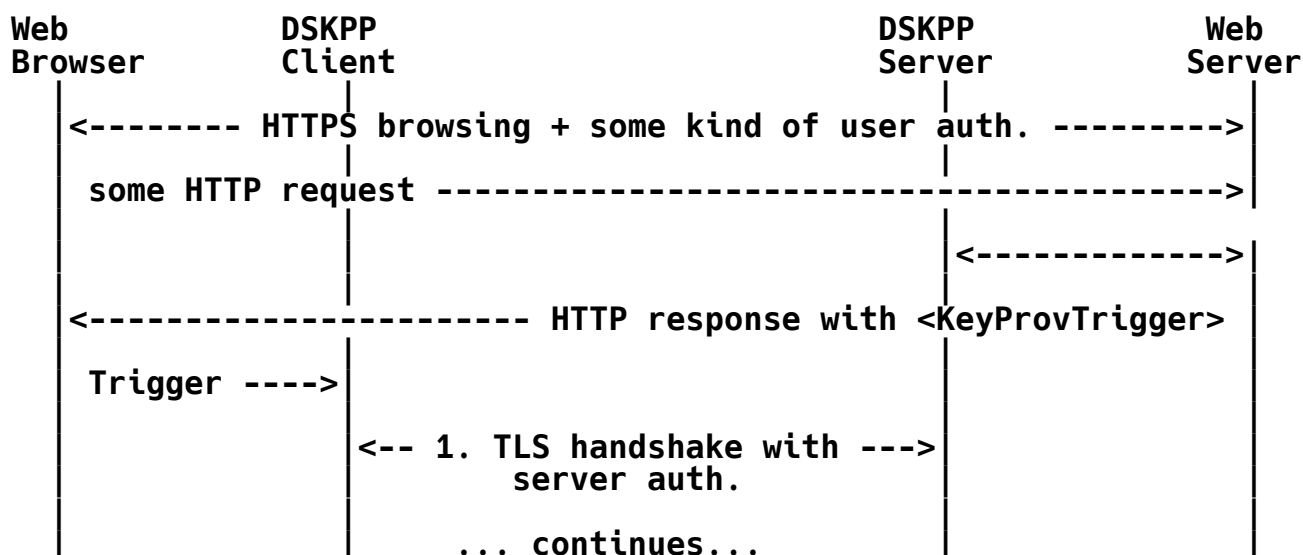 Web DSKPP DSKPP Web
Browser Client Server Server
<-------- HTTPS browsing + some kind of user auth. --------->
some HTTP request ----------------------------------------->
<------------->
<----------------------- HTTP response with <KeyProvTrigger>
Trigger ---->
<-- 1. TLS handshake with --->
server auth.
... continues...